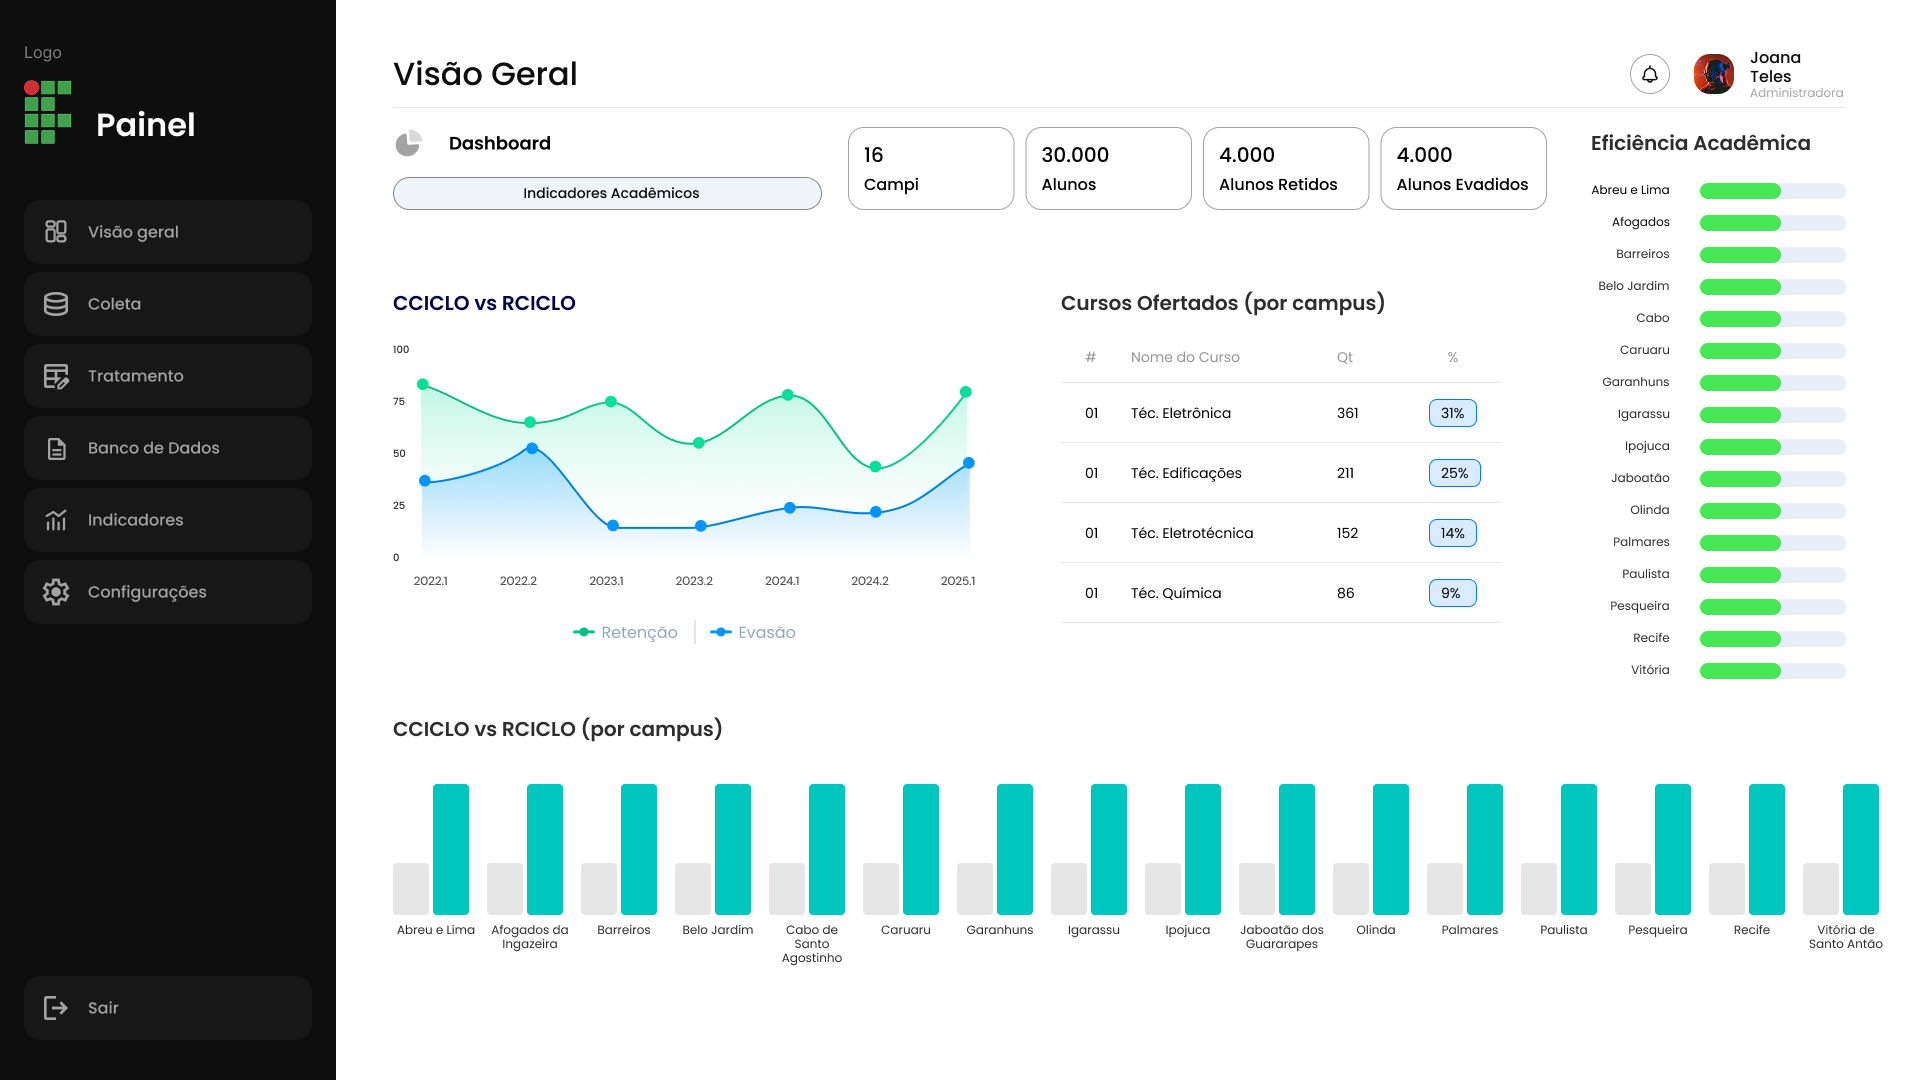 Logo
Painel
Visão geral
Coleta
Tratamento
Banco de Dados
Indicadores
Configurações
Sair
Visão Geral
Joana
Teles
Administradora
Dashboard
Indicadores Acadêmicos
16
Campi
30.000
Alunos
4.000
Alunos Retidos
4.000
Alunos Evadidos
CCICLO vs RCICLO
100
75
50
25
0
2022.1 2022.2 2023.1 2023.2 2024.1 2024.2 2025.1
Retenção Evasão
Cursos Ofertados (por campus)
# Nome do Curso Qt %
01 Téc. Eletrônica 361 31%
01 Téc. Edificações 211 25%
01 Téc. Eletrotécnica 152 14%
01 Téc. Química 86 9%
Eficiência Acadêmica
Abreu e Lima
Afogados
Barreiros
Belo Jardim
Cabo
Caruaru
Garanhuns
Igarassu
Ipojuca
Jaboatão
Olinda
Palmares
Paulista
Pesqueira
Recife
Vitória
CCICLO vs RCICLO (por campus)
Abreu e Lima
Afogados da
Ingazeira
Barreiros
Belo Jardim
Cabo de
Santo
Agostinho
Caruaru
Garanhuns
Igarassu
Ipojuca
Jaboatão dos
Guararapes
Olinda
Palmares
Paulista
Pesqueira
Recife
Vitória de
Santo Antão